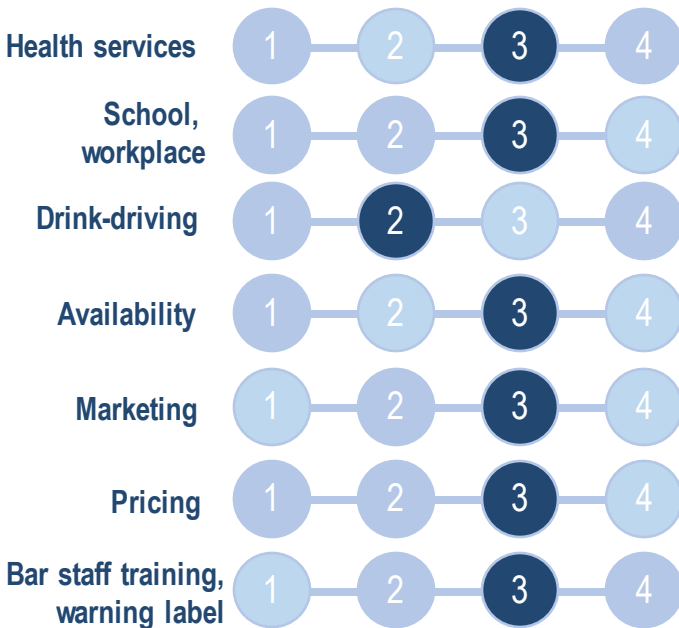 Health services 1 2 3 4
School,
workplace 1 2 3 4
Drink-driving 1 2 3 4
Availability 1 2 3 4
Marketing 1 2 3 4
Pricing 1 2 3 4
Bar staff training,
warning label 1 2 3 4